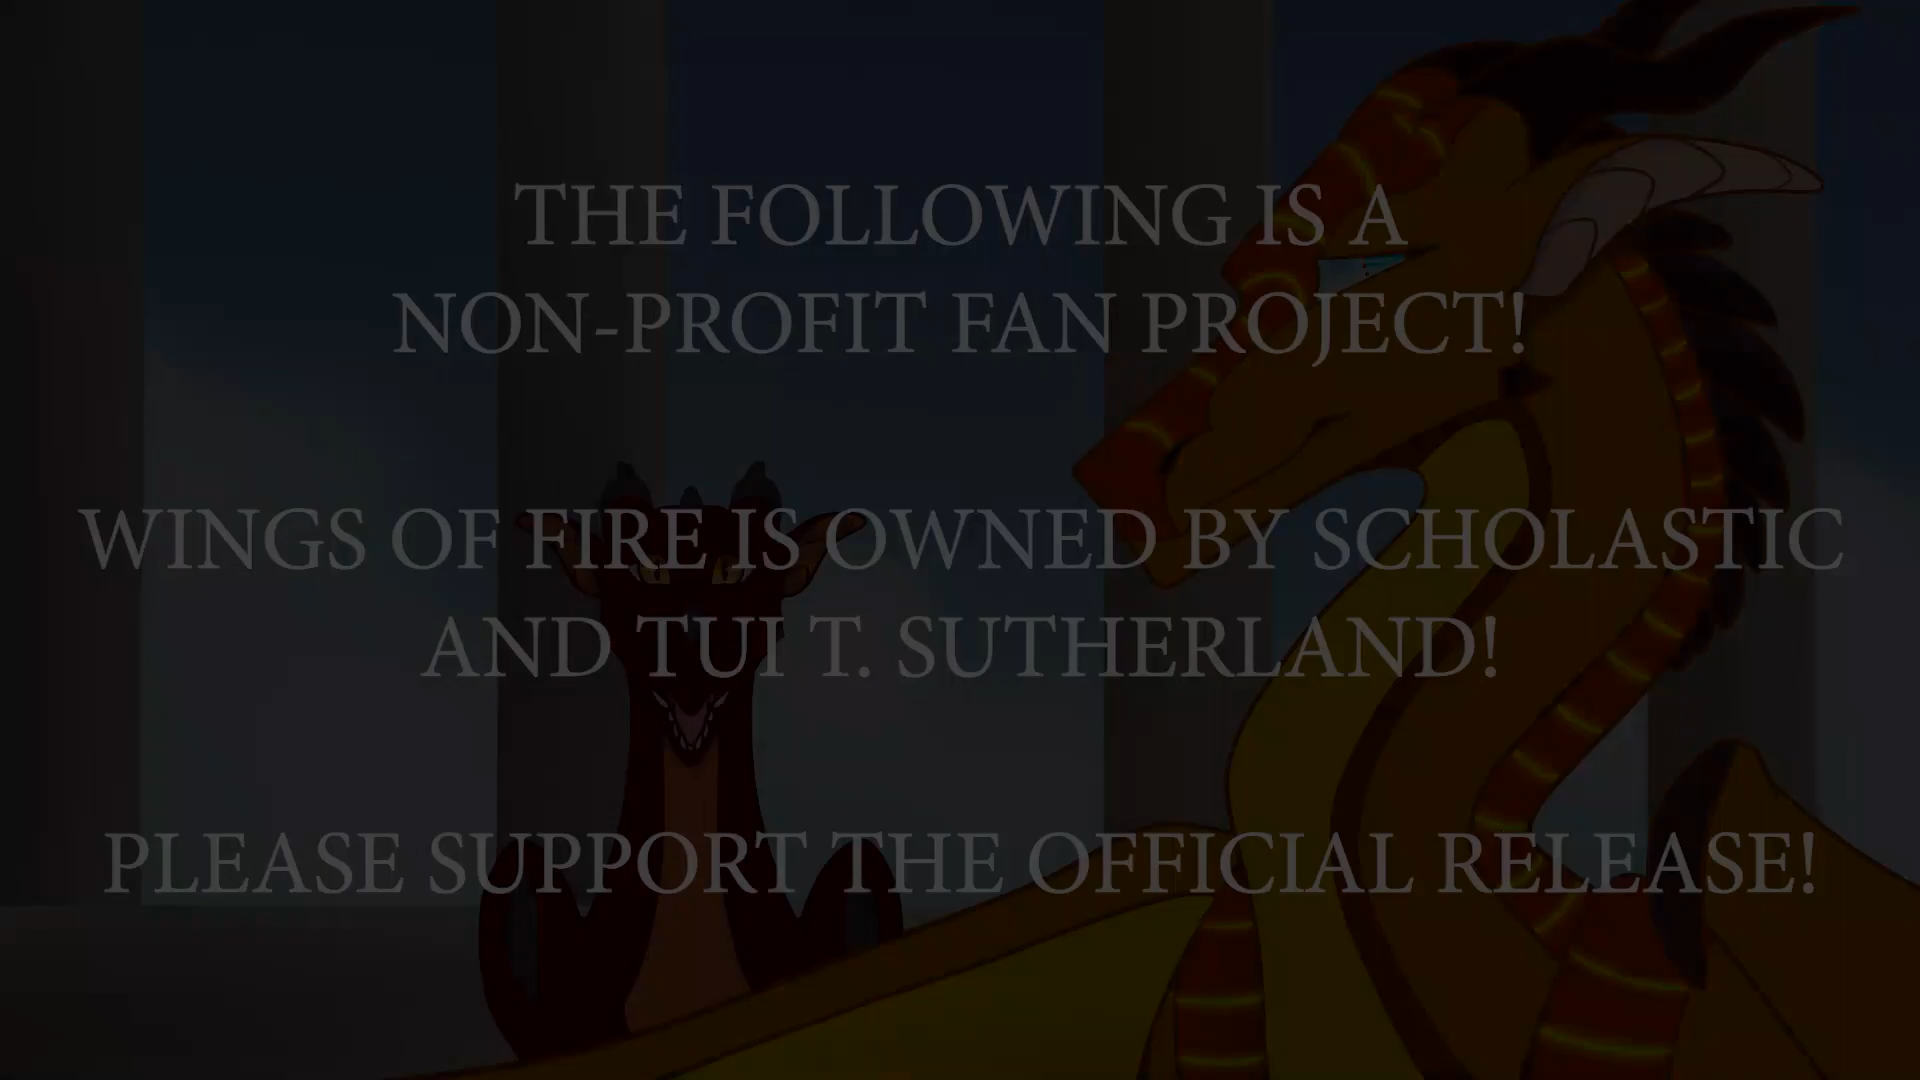 THE FOLLOWING IS A
NON-PROFIT FAN PROJECT!
WINGS OF FIRE IS OWNED BY SCHOLASTIC
AND TUI T. SUTHERLAND!
PLEASE SUPPORT THE OFFICIAL RELEASE!